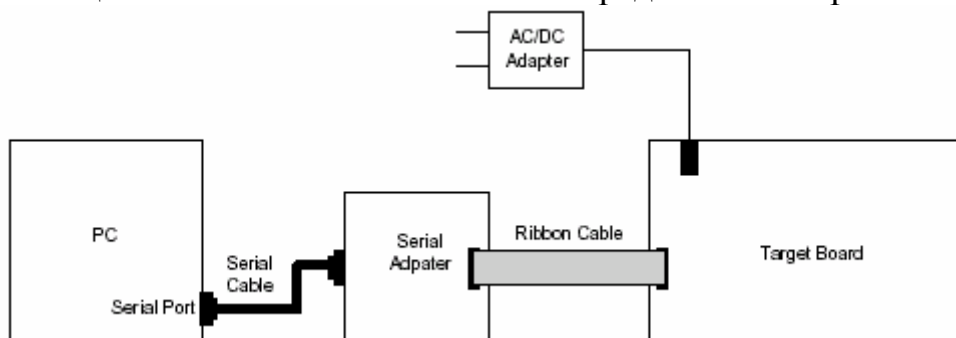 AC/DC
Adapter
PC
Serial
Adpater
Ribbon Cable
Target Board
Serial
Cable
Serial Port